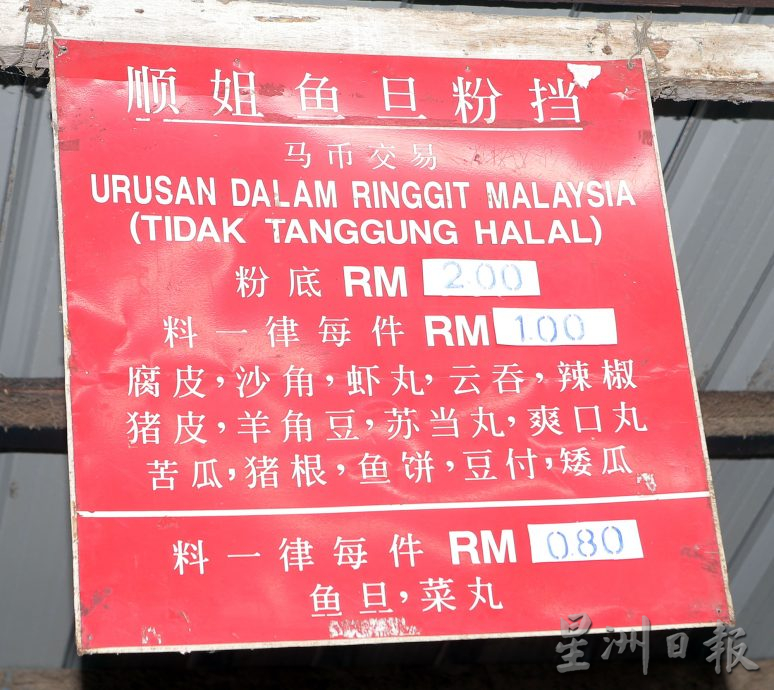 顺姐鱼旦粉挡
马币交易
URUSAN DALAM RINGGIT MALAYSIA
(TIDAK TANGGUNG HALAL)
粉底 RM 2.00
料一律每件 RM 1.00
腐皮,沙角,虾丸,云吞,辣椒
猪皮,羊角豆,苏当丸,爽口丸
苦瓜,猪根,鱼饼,豆付,矮瓜
料一律每件 RM 0.80
鱼旦,菜丸
星洲日報